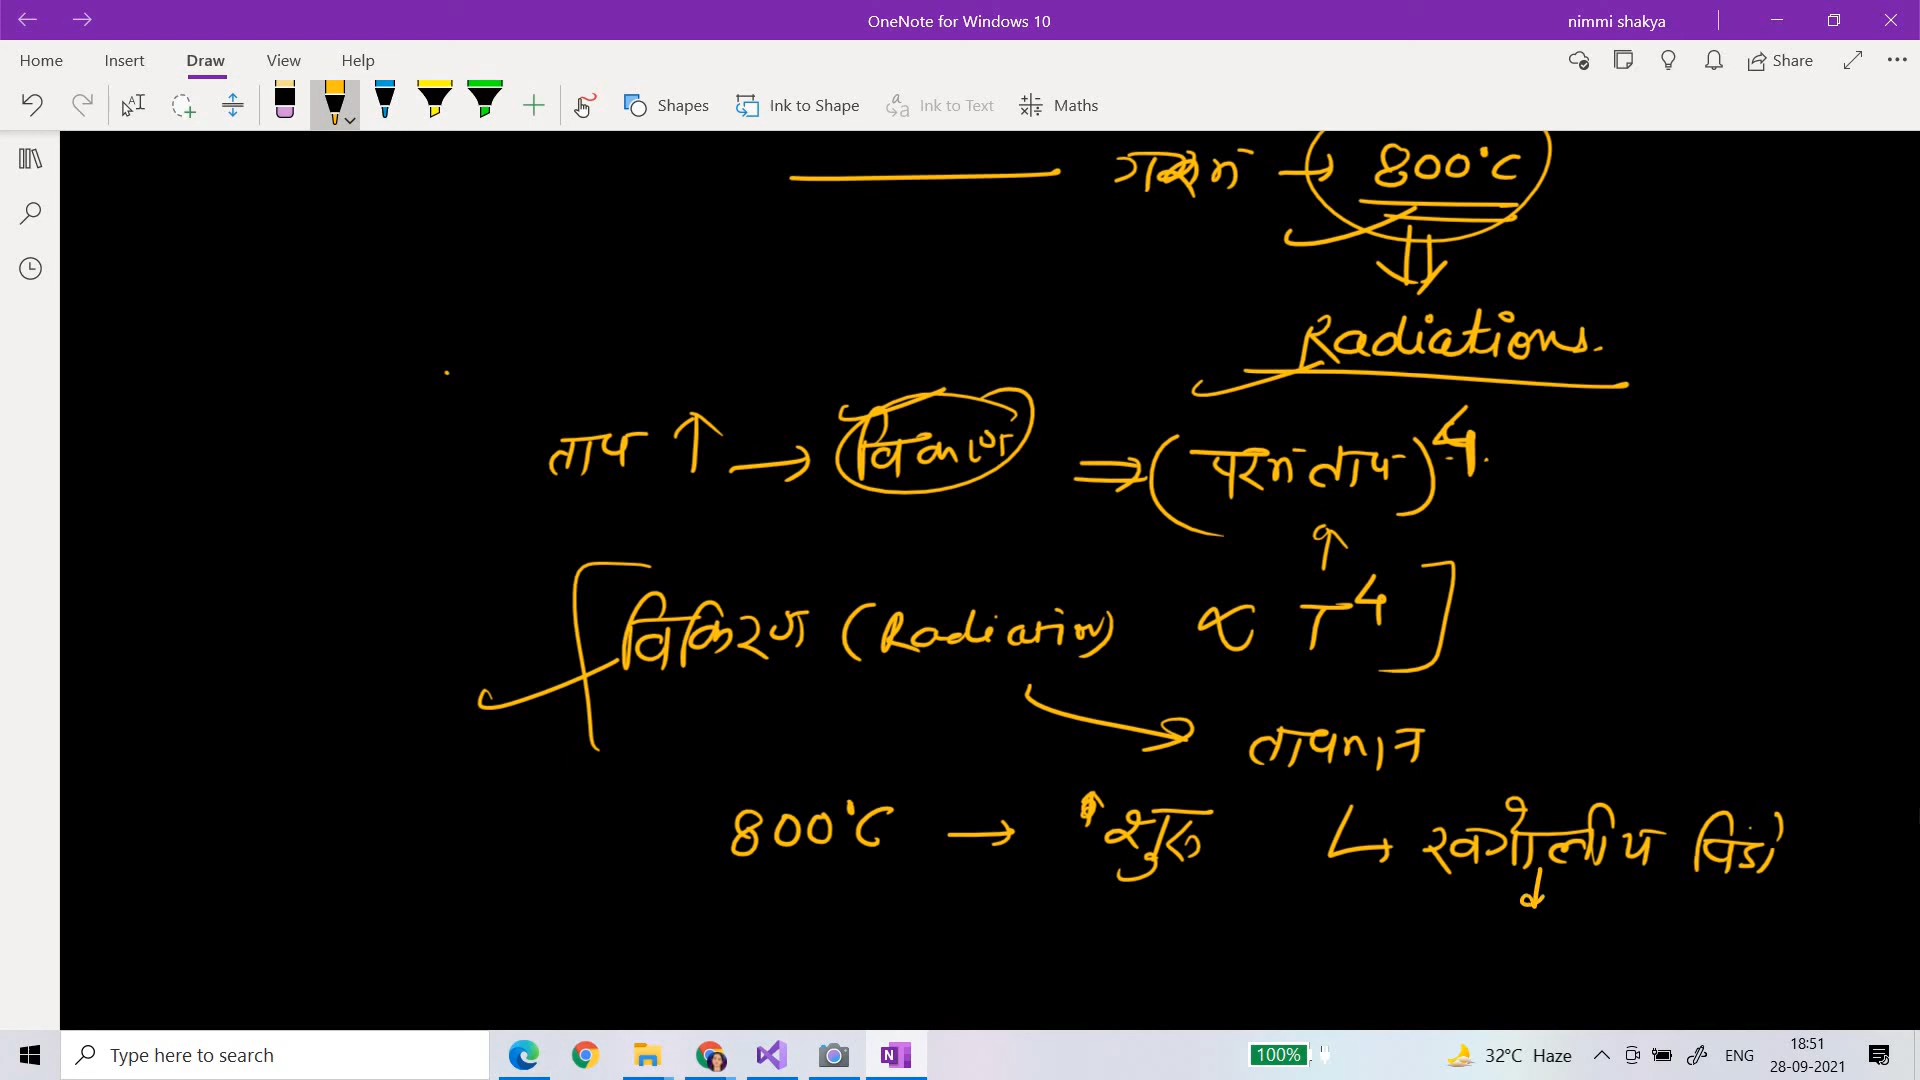 OneNote for Windows 10 nimmi shakya
Home Insert Draw View Help Share
Shapes Ink to Shape Ink to Text Maths
→ 800°C
Radiations.
ताप ↑ → ⇒ (परम ताप)⁴
[विकिरण (Radiation) ∝ T⁴]
तापमान
800°C → शुरू ↳ खगोलीय पिंडो
Type here to search 100% 32°C Haze ENG 18:51
28-09-2021